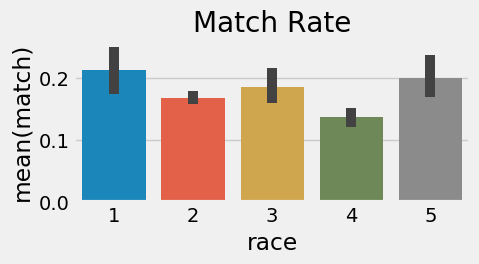 Match Rate
mean(match)
0.2
0.1
0.0
1 2 3 4 5
race